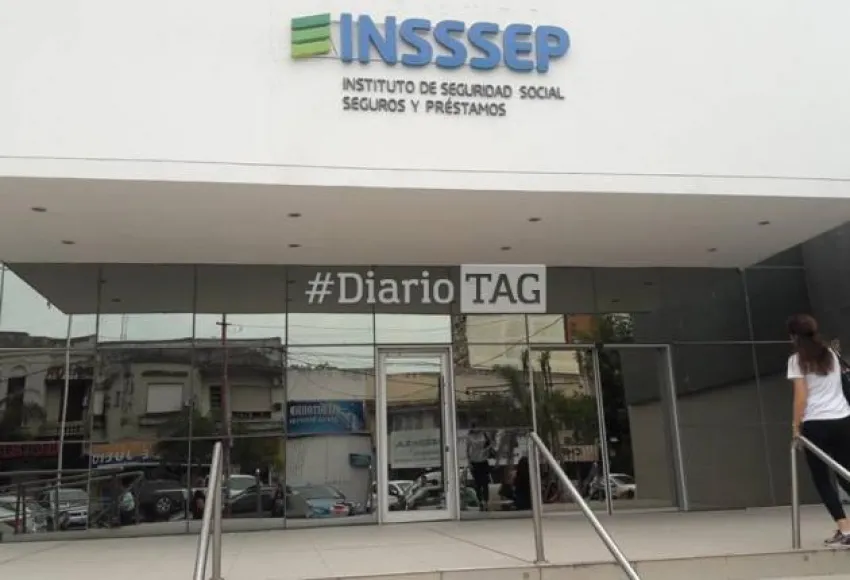 INSSSEP
INSTITUTO DE SEGURIDAD SOCIAL
SEGUROS Y PRÉSTAMOS
#DiarioTAG